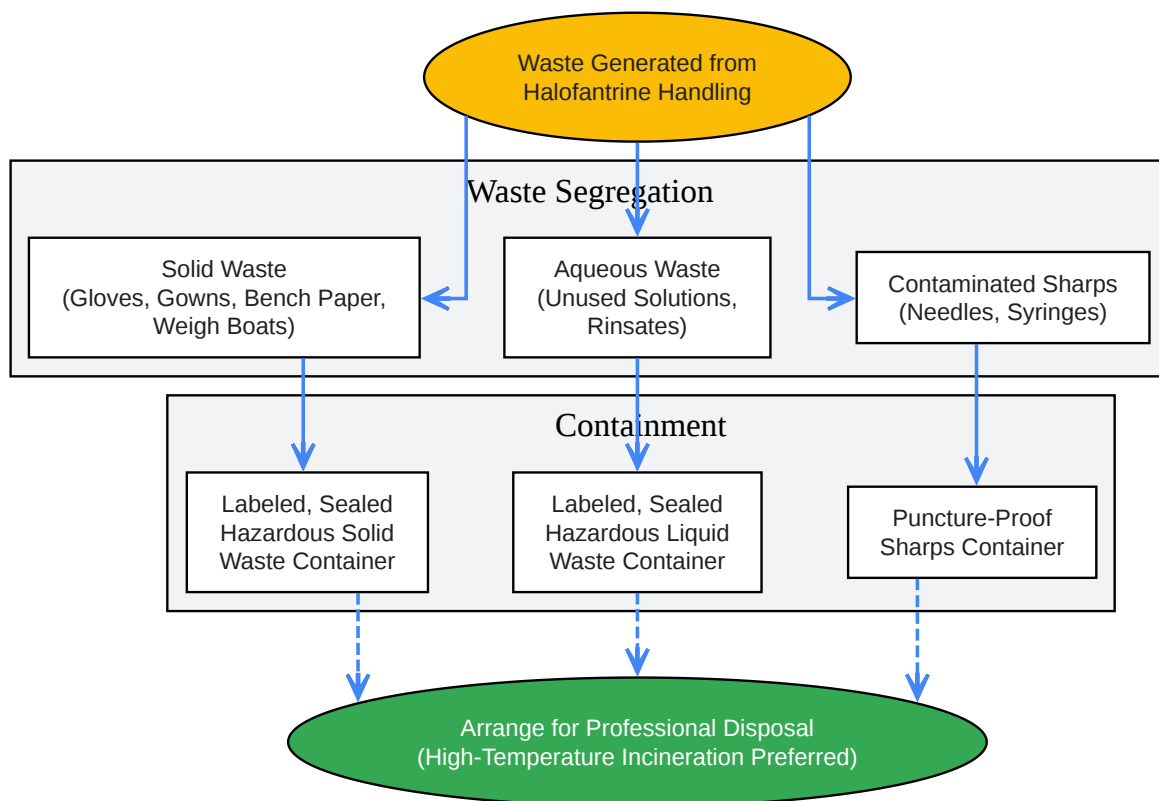 Waste Generated from
Halofantrine Handling
Waste Segregation
Solid Waste
(Gloves, Gowns, Bench Paper,
Weigh Boats)
Aqueous Waste
(Unused Solutions,
Rinsates)
Contaminated Sharps
(Needles, Syringes)
Containment
Labeled, Sealed
Hazardous Solid
Waste Container
Labeled, Sealed
Hazardous Liquid
Waste Container
Puncture-Proof
Sharps Container
Arrange for Professional Disposal
(High-Temperature Incineration Preferred)